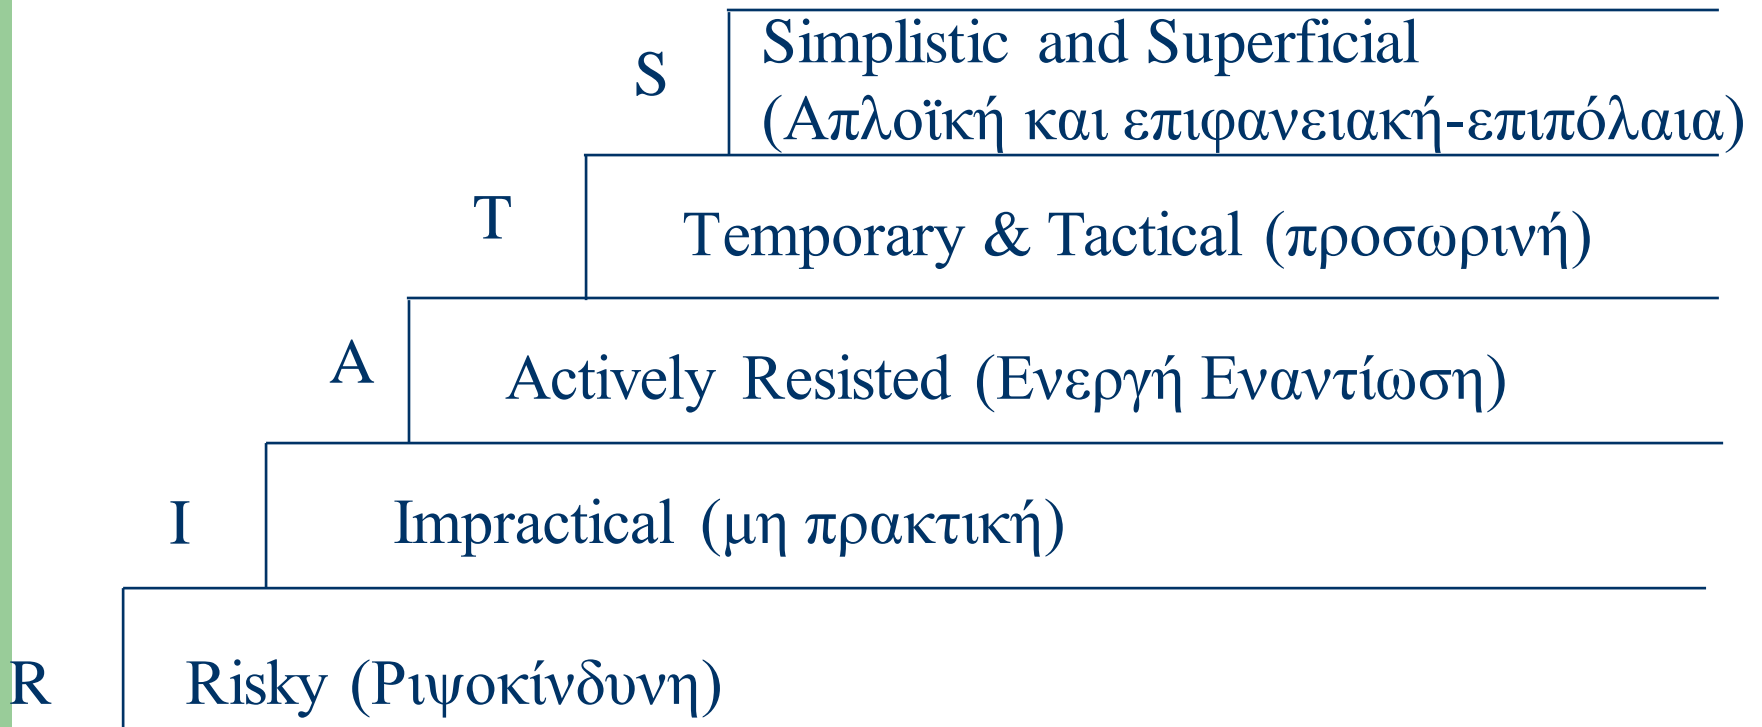 S
Simplistic and Superficial
(Απλοϊκή και επιφανειακή-επιπόλαια)
T
Temporary & Tactical (προσωρινή)
A
Actively Resisted (Ενεργή Εναντίωση)
I
Impractical (μη πρακτική)
R
Risky (Ριψοκίνδυνη)